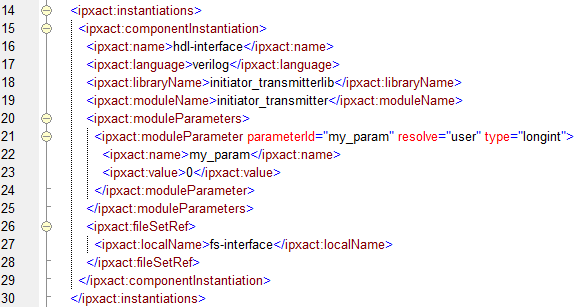 14 <ipxact:instantiations>
15 <ipxact:componentInstantiation>
16 <ipxact:name>hdl-interface</ipxact:name>
17 <ipxact:language>verilog</ipxact:language>
18 <ipxact:libraryName>initiator_transmitterlib</ipxact:libraryName>
19 <ipxact:moduleName>initiator_transmitter</ipxact:moduleName>
20 <ipxact:moduleParameters>
21 <ipxact:moduleParameter parameterId="my_param" resolve="user" type="longint">
22 <ipxact:name>my_param</ipxact:name>
23 <ipxact:value>0</ipxact:value>
24 </ipxact:moduleParameter>
25 </ipxact:moduleParameters>
26 <ipxact:fileSetRef>
27 <ipxact:localName>fs-interface</ipxact:localName>
28 </ipxact:fileSetRef>
29 </ipxact:componentInstantiation>
30 </ipxact:instantiations>